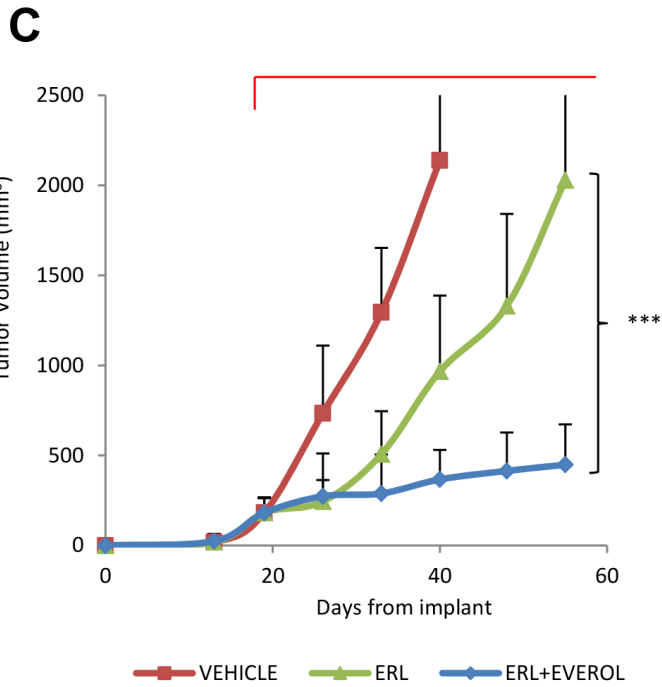 C
2500
2000
1500
1000
500
0
Tumor Volume (mm³)
***
0 20 40 60
Days from implant
VEHICLE ERL ERL+EVEROL